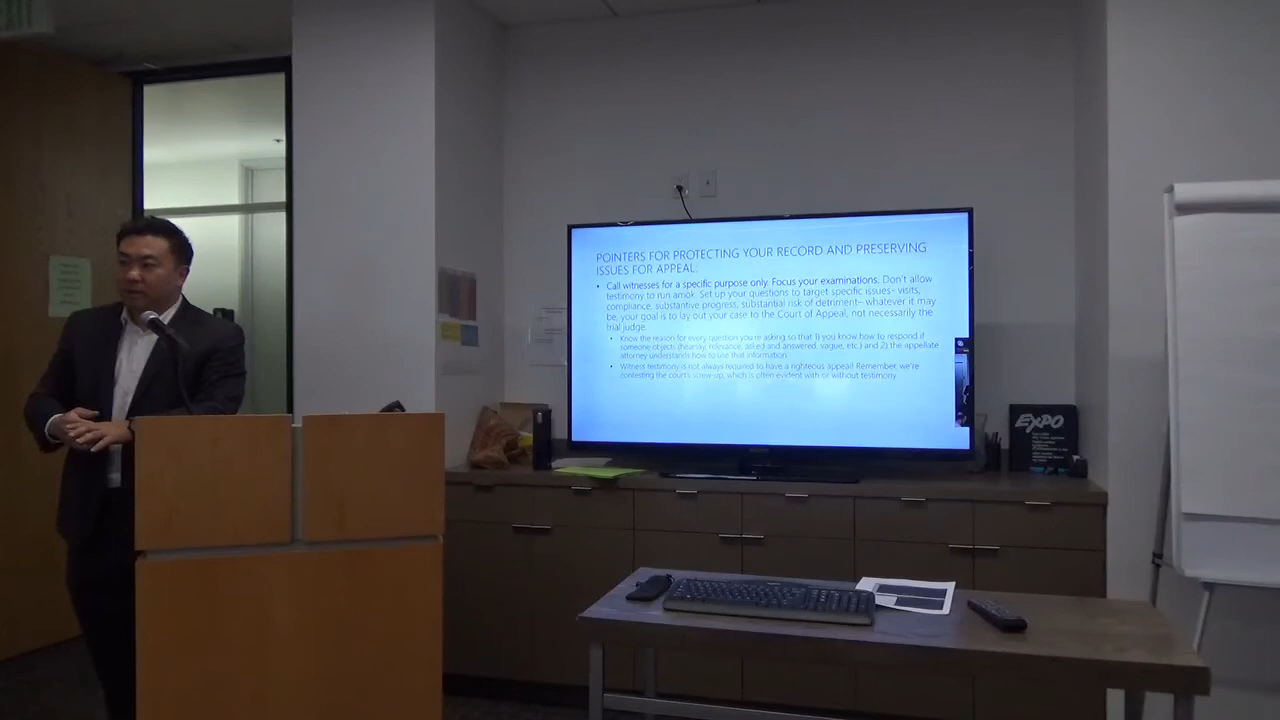 POINTERS FOR PROTECTING YOUR RECORD AND PRESERVING
ISSUES FOR APPEAL:
• Call witnesses for a specific purpose only. Focus your examinations. Don't allow
testimony to run amok. Set up your questions to target specific issues- visits,
compliance, substantive progress, substantial risk of detriment– whatever it may
be, your goal is to lay out your case to the Court of Appeal, not necessarily the
trial judge.
• Know the reason for every question you're asking so that 1) you know how to respond if
someone objects (hearsay, relevance, asked and answered, vague, etc.) and 2) the appellate
attorney understands how to use that information.
• Witness testimony is not always required to have a righteous appeal! Remember, we're
contesting the court's screw-up, which is often evident with or without testimony.
EXPO